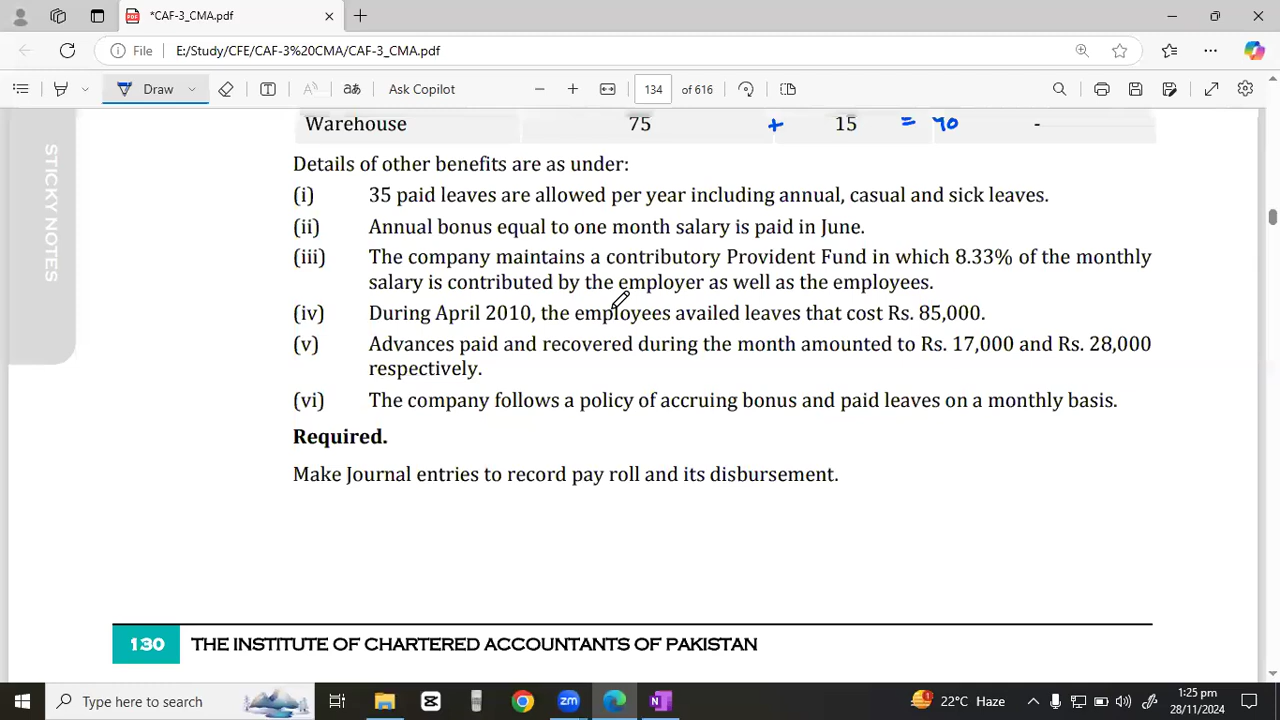 *CAF-3_CMA.pdf
File E:/Study/CFE/CAF-3%20CMA/CAF-3_CMA.pdf
Draw aあ Ask Copilot 134 of 616
STICKY NOTES
Warehouse 75 + 15 = 90 -
Details of other benefits are as under:
(i) 35 paid leaves are allowed per year including annual, casual and sick leaves.
(ii) Annual bonus equal to one month salary is paid in June.
(iii) The company maintains a contributory Provident Fund in which 8.33% of the monthly
salary is contributed by the employer as well as the employees.
(iv) During April 2010, the employees availed leaves that cost Rs. 85,000.
(v) Advances paid and recovered during the month amounted to Rs. 17,000 and Rs. 28,000
respectively.
(vi) The company follows a policy of accruing bonus and paid leaves on a monthly basis.
Required.
Make Journal entries to record pay roll and its disbursement.
130 THE INSTITUTE OF CHARTERED ACCOUNTANTS OF PAKISTAN
Type here to search 22°C Haze 1:25 pm
28/11/2024